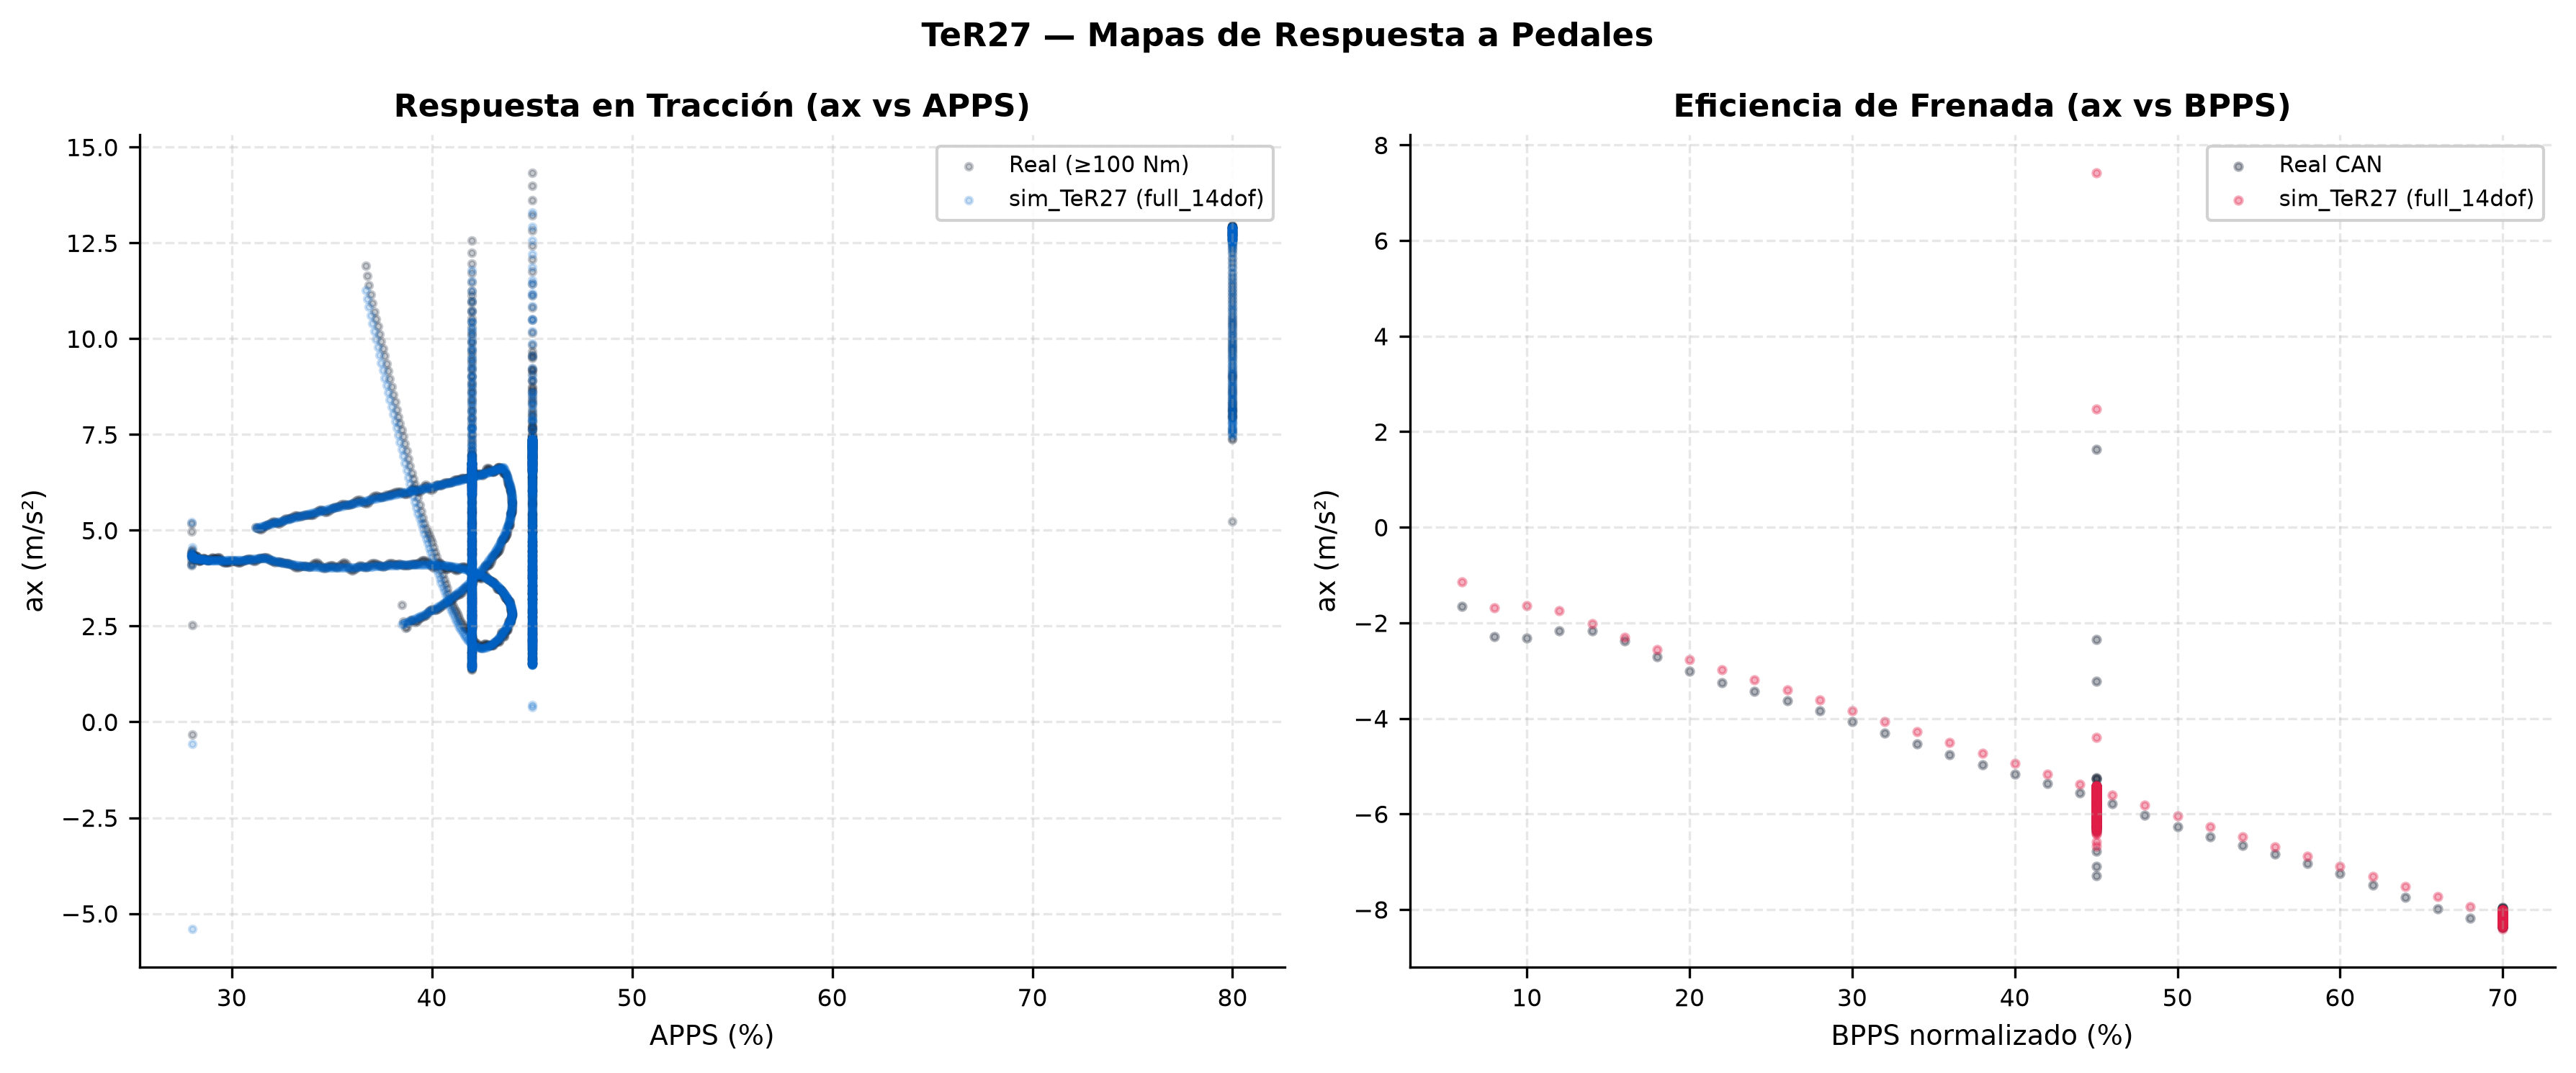 TeR27 — Mapas de Respuesta a Pedales
Respuesta en Tracción (ax vs APPS)
Real (≥100 Nm)
sim_TeR27 (full_14dof)
15.0
12.5
10.0
7.5
5.0
2.5
0.0
−2.5
−5.0
ax (m/s²)
30 40 50 60 70 80
APPS (%)
Eficiencia de Frenada (ax vs BPPS)
Real CAN
sim_TeR27 (full_14dof)
8
6
4
2
0
−2
−4
−6
−8
ax (m/s²)
10 20 30 40 50 60 70
BPPS normalizado (%)